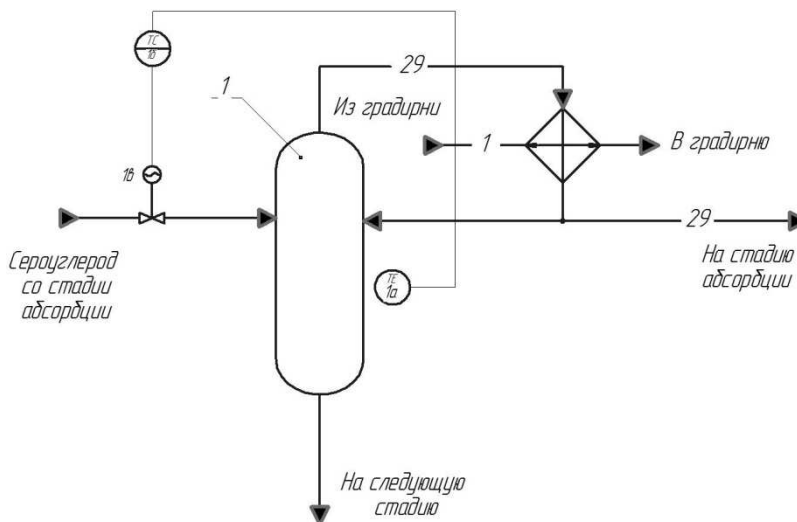 TC
1б
1
29
Из градирни
1
В градирню
1в
29
Сероуглерод
со стадии
абсорбции
На стадию
абсорбции
TE
1а
На следующую
стадию